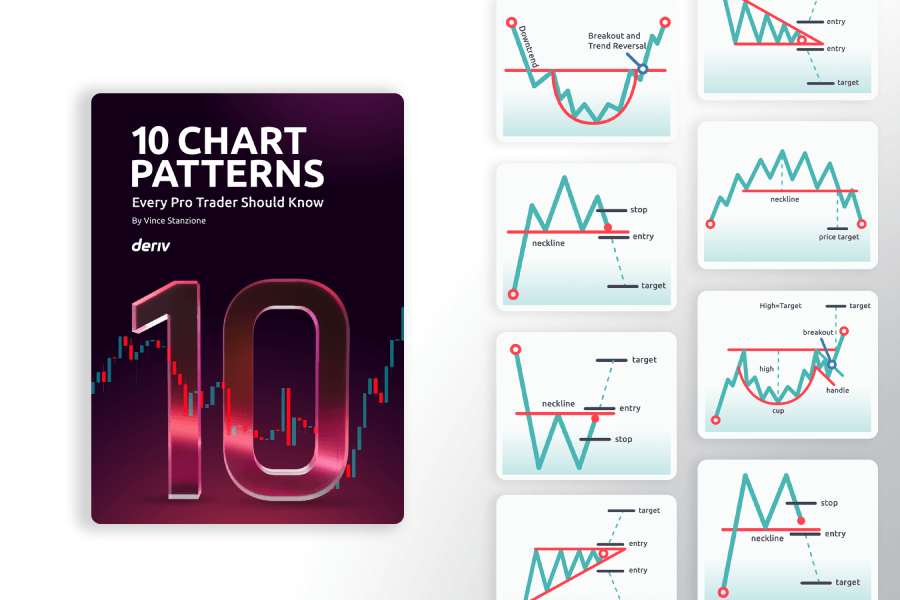 10 CHART
PATTERNS
Every Pro Trader Should Know
By Vince Stanzione
deriv
10
Downtrend
Breakout and
Trend Reversal
stop
entry
neckline
target
target
neckline
entry
stop
target
entry
entry
entry
entry
target
neckline
price target
High=Target
target
breakout
high
handle
cup
stop
entry
neckline
target